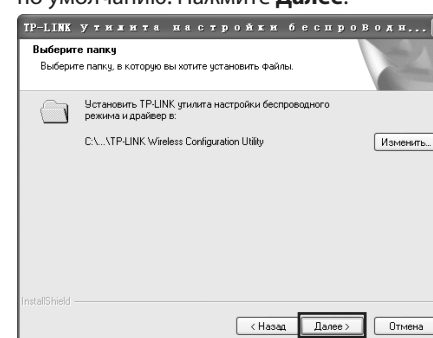 по умолчанию. Нажмите Далее.
TP-LINK Утилита настройки беспроводн...
Выберите папку
Выберите папку, в которую вы хотите установить файлы.
Установить TP-LINK утилита настройки беспроводного
режима и драйвер в:
C:\...\TP-LINK Wireless Configuration Utility
Изменить...
InstallShield
< Назад
Далее >
Отмена